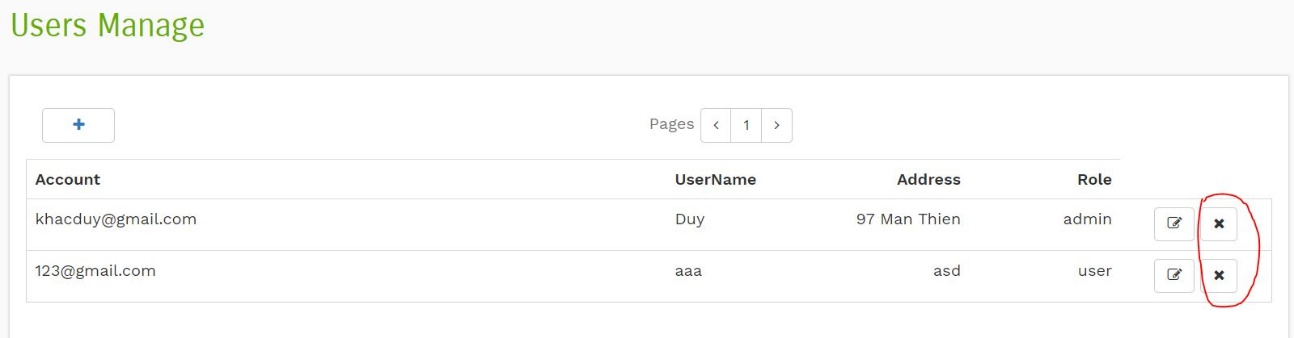 Users Manage
+
Pages < 1 >
Account UserName Address Role
khacduy@gmail.com Duy 97 Man Thien admin
123@gmail.com aaa asd user